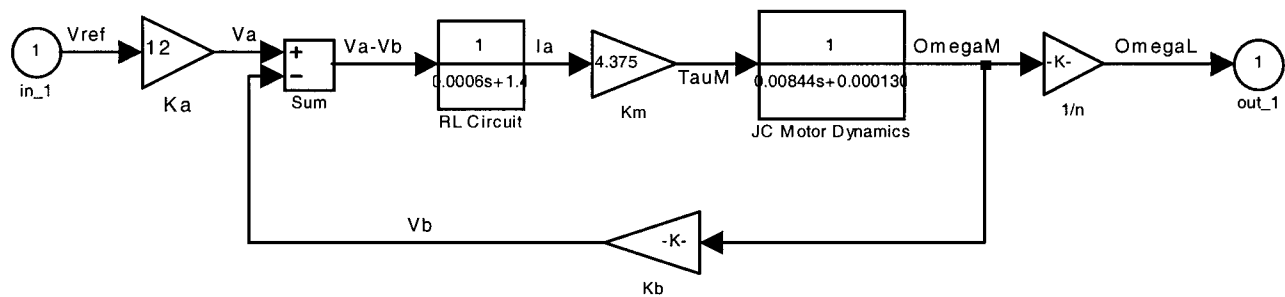 1
in_1
Vref
12
Ka
Va
+
−
Sum
Va-Vb
1
0.0006s+1.4
RL Circuit
Ia
4.375
Km
TauM
1
0.00844s+0.000130
JC Motor Dynamics
OmegaM
-K-
1/n
OmegaL
1
out_1
Vb
-K-
Kb